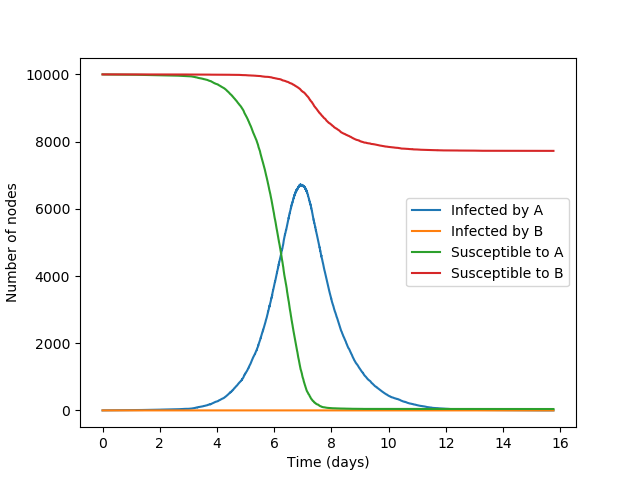 10000
8000
6000
4000
2000
0
Number of nodes
Infected by A
Infected by B
Susceptible to A
Susceptible to B
0 2 4 6 8 10 12 14 16
Time (days)